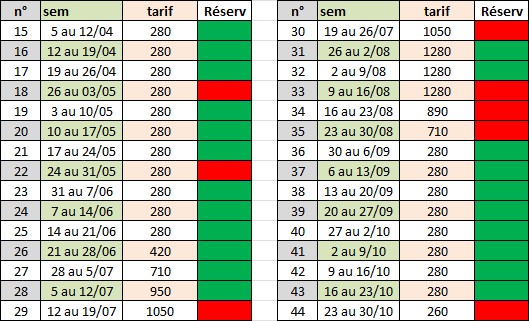 n° sem tarif Réserv
15 5 au 12/04 280
16 12 au 19/04 280
17 19 au 26/04 280
18 26 au 03/05 280
19 3 au 10/05 280
20 10 au 17/05 280
21 17 au 24/05 280
22 24 au 31/05 280
23 31 au 7/06 280
24 7 au 14/06 280
25 14 au 21/06 280
26 21 au 28/06 420
27 28 au 5/07 710
28 5 au 12/07 950
29 12 au 19/07 1050
n° sem tarif Réserv
30 19 au 26/07 1050
31 26 au 2/08 1280
32 2 au 9/08 1280
33 9 au 16/08 1280
34 16 au 23/08 890
35 23 au 30/08 710
36 30 au 6/09 280
37 6 au 13/09 280
38 13 au 20/09 280
39 20 au 27/09 280
40 27 au 2/10 280
41 2 au 9/10 280
42 9 au 16/10 280
43 16 au 23/10 280
44 23 au 30/10 260